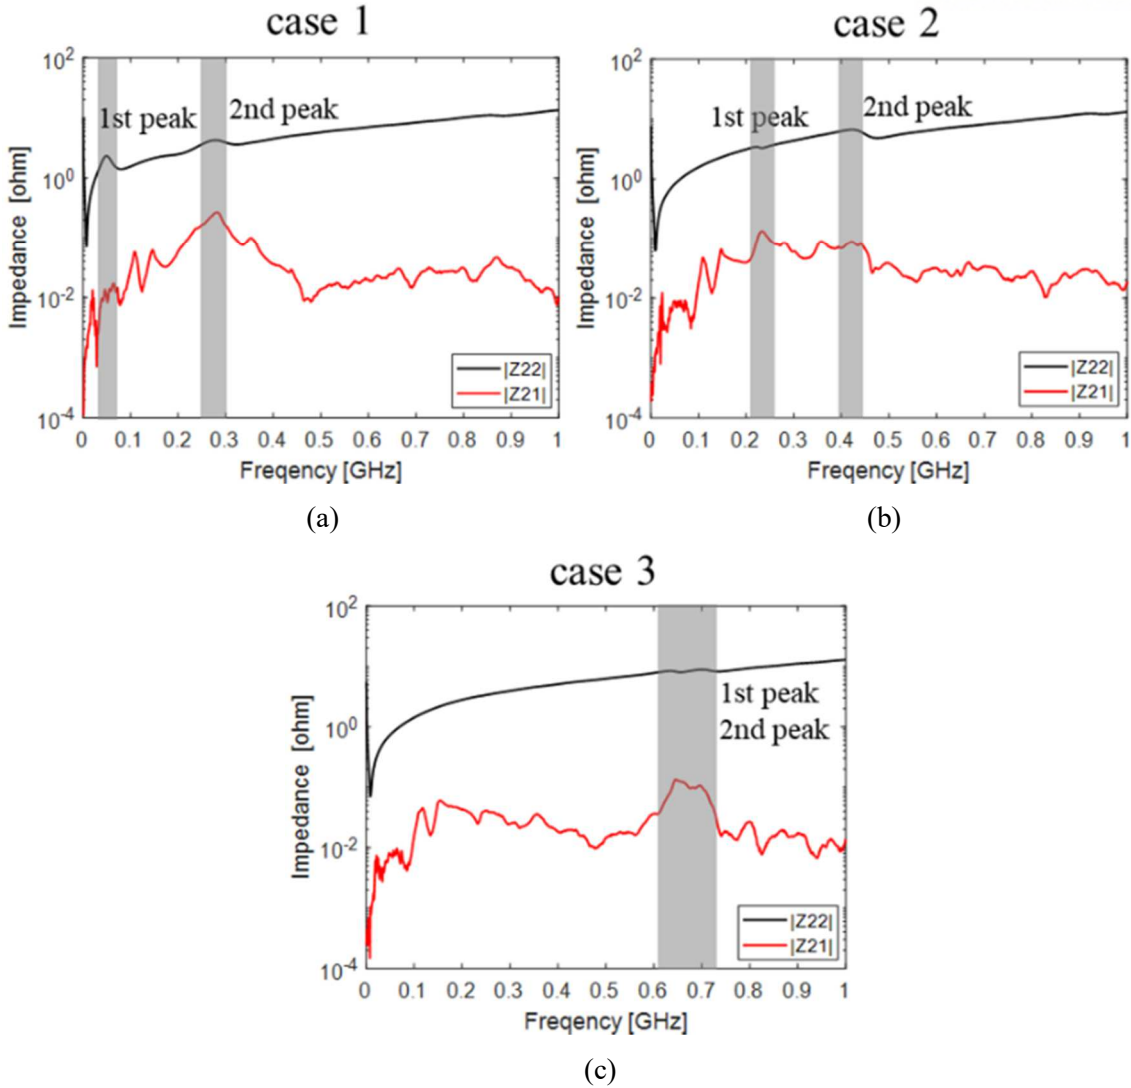 case 1
10^2
10^0
10^-2
10^-4
Impedance [ohm]
1st peak
2nd peak
|Z22|
|Z21|
0 0.1 0.2 0.3 0.4 0.5 0.6 0.7 0.8 0.9 1
Freqency [GHz]
(a)
case 2
10^2
10^0
10^-2
10^-4
Impedance [ohm]
1st peak
2nd peak
|Z22|
|Z21|
0 0.1 0.2 0.3 0.4 0.5 0.6 0.7 0.8 0.9 1
Freqency [GHz]
(b)
case 3
10^2
10^0
10^-2
10^-4
Impedance [ohm]
1st peak
2nd peak
|Z22|
|Z21|
0 0.1 0.2 0.3 0.4 0.5 0.6 0.7 0.8 0.9 1
Freqency [GHz]
(c)